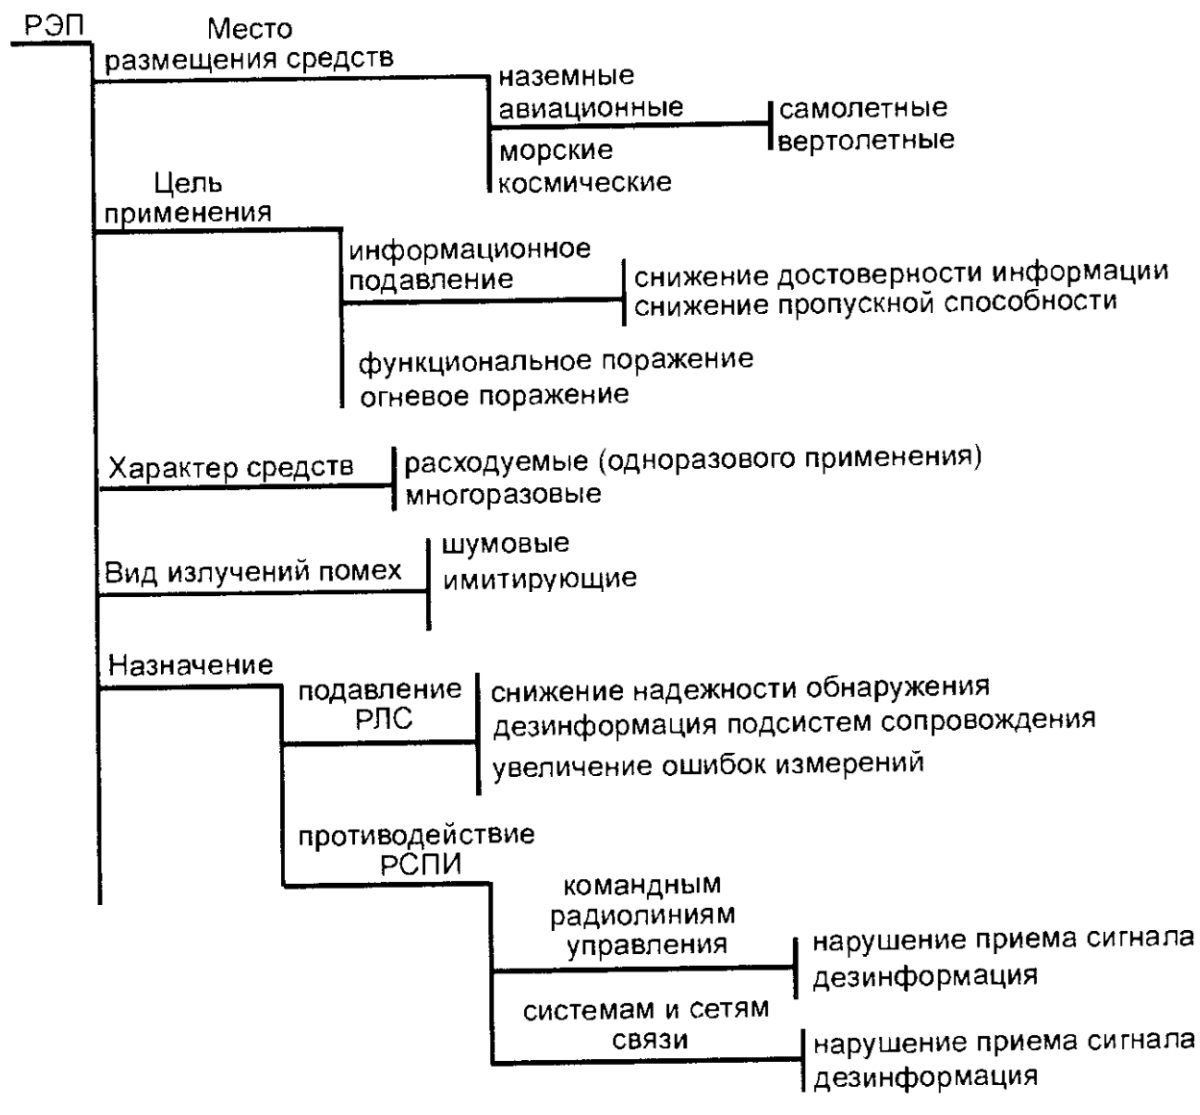 РЭП
Место
размещения средств
наземные
авиационные
самолетные
вертолетные
морские
космические
Цель
применения
информационное
подавление
снижение достоверности информации
снижение пропускной способности
функциональное поражение
огневое поражение
Характер средств
расходуемые (одноразового применения)
многоразовые
Вид излучений помех
шумовые
имитирующие
Назначение
подавление
РЛС
снижение надежности обнаружения
дезинформация подсистем сопровождения
увеличение ошибок измерений
противодействие
РСПИ
командным
радиолиниям
управления
нарушение приема сигнала
дезинформация
системам и сетям
связи
нарушение приема сигнала
дезинформация